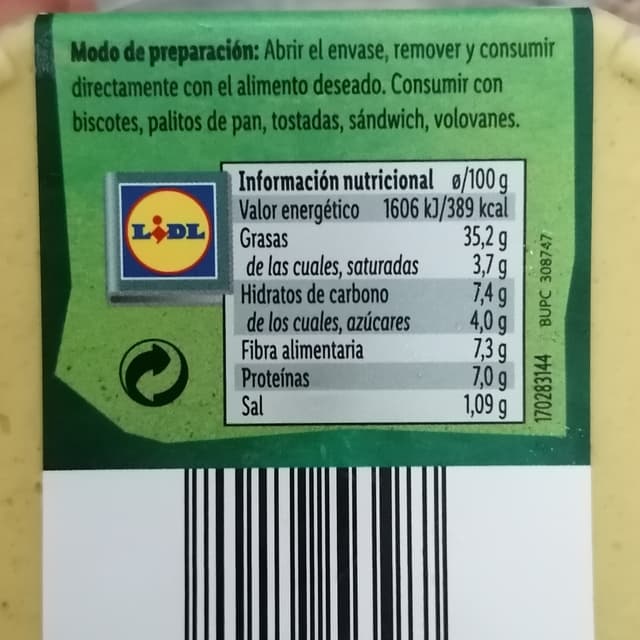 Modo de preparación: Abrir el envase, remover y consumir
directamente con el alimento deseado. Consumir con
biscotes, palitos de pan, tostadas, sándwich, volovanes.
LIDL
Información nutricional ø/100 g
Valor energético 1606 kJ/389 kcal
Grasas 35,2 g
de las cuales, saturadas 3,7 g
Hidratos de carbono 7,4 g
de los cuales, azúcares 4,0 g
Fibra alimentaria 7,3 g
Proteínas 7,0 g
Sal 1,09 g
170283144 BUPC 308747